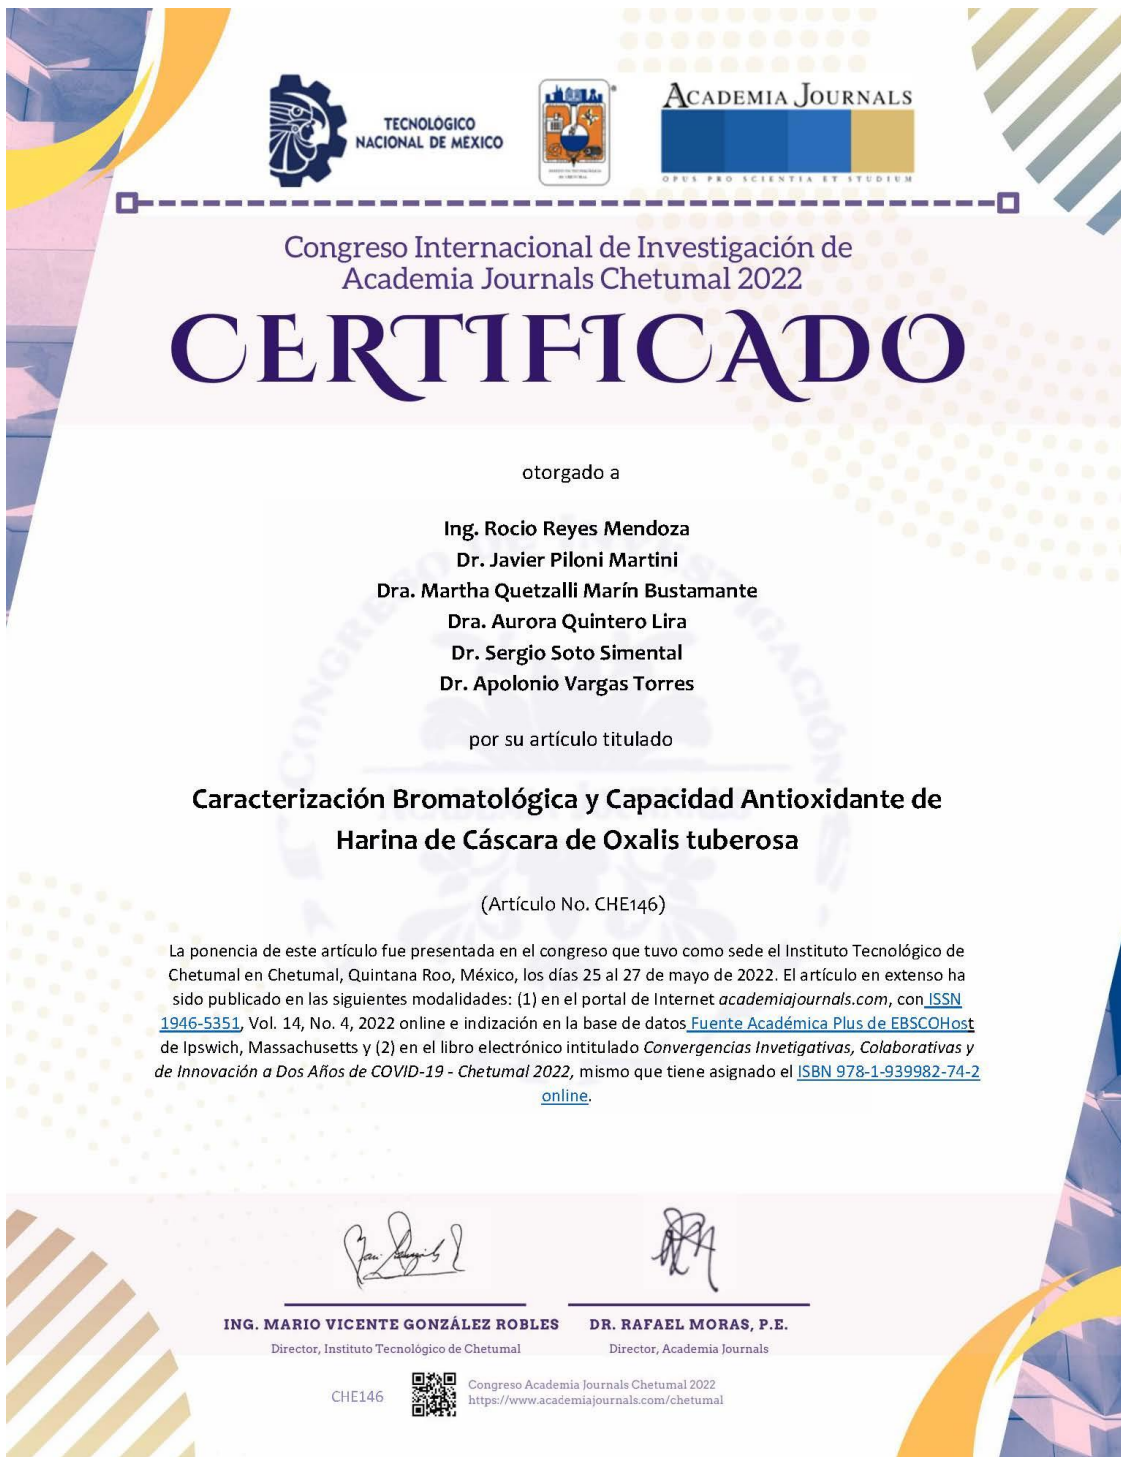 TECNOLÓGICO
NACIONAL DE MÉXICO
ACADEMIA JOURNALS
OPUS PRO SCIENTIA ET STUDIUM
Congreso Internacional de Investigación de
Academia Journals Chetumal 2022
CERTIFICADO
otorgado a
Ing. Rocio Reyes Mendoza
Dr. Javier Piloni Martini
Dra. Martha Quetzalli Marín Bustamante
Dra. Aurora Quintero Lira
Dr. Sergio Soto Simental
Dr. Apolonio Vargas Torres
por su artículo titulado
Caracterización Bromatológica y Capacidad Antioxidante de
Harina de Cáscara de Oxalis tuberosa
(Artículo No. CHE146)
La ponencia de este artículo fue presentada en el congreso que tuvo como sede el Instituto Tecnológico de
Chetumal en Chetumal, Quintana Roo, México, los días 25 al 27 de mayo de 2022. El artículo en extenso ha
sido publicado en las siguientes modalidades: (1) en el portal de Internet academiajournals.com, con ISSN
1946-5351, Vol. 14, No. 4, 2022 online e indización en la base de datos Fuente Académica Plus de EBSCOHost
de Ipswich, Massachusetts y (2) en el libro electrónico intitulado Convergencias Invetigativas, Colaborativas y
de Innovación a Dos Años de COVID-19 - Chetumal 2022, mismo que tiene asignado el ISBN 978-1-939982-74-2
online.
ING. MARIO VICENTE GONZÁLEZ ROBLES
Director, Instituto Tecnológico de Chetumal
DR. RAFAEL MORAS, P.E.
Director, Academia Journals
CHE146
Congreso Academia Journals Chetumal 2022
https://www.academiajournals.com/chetumal